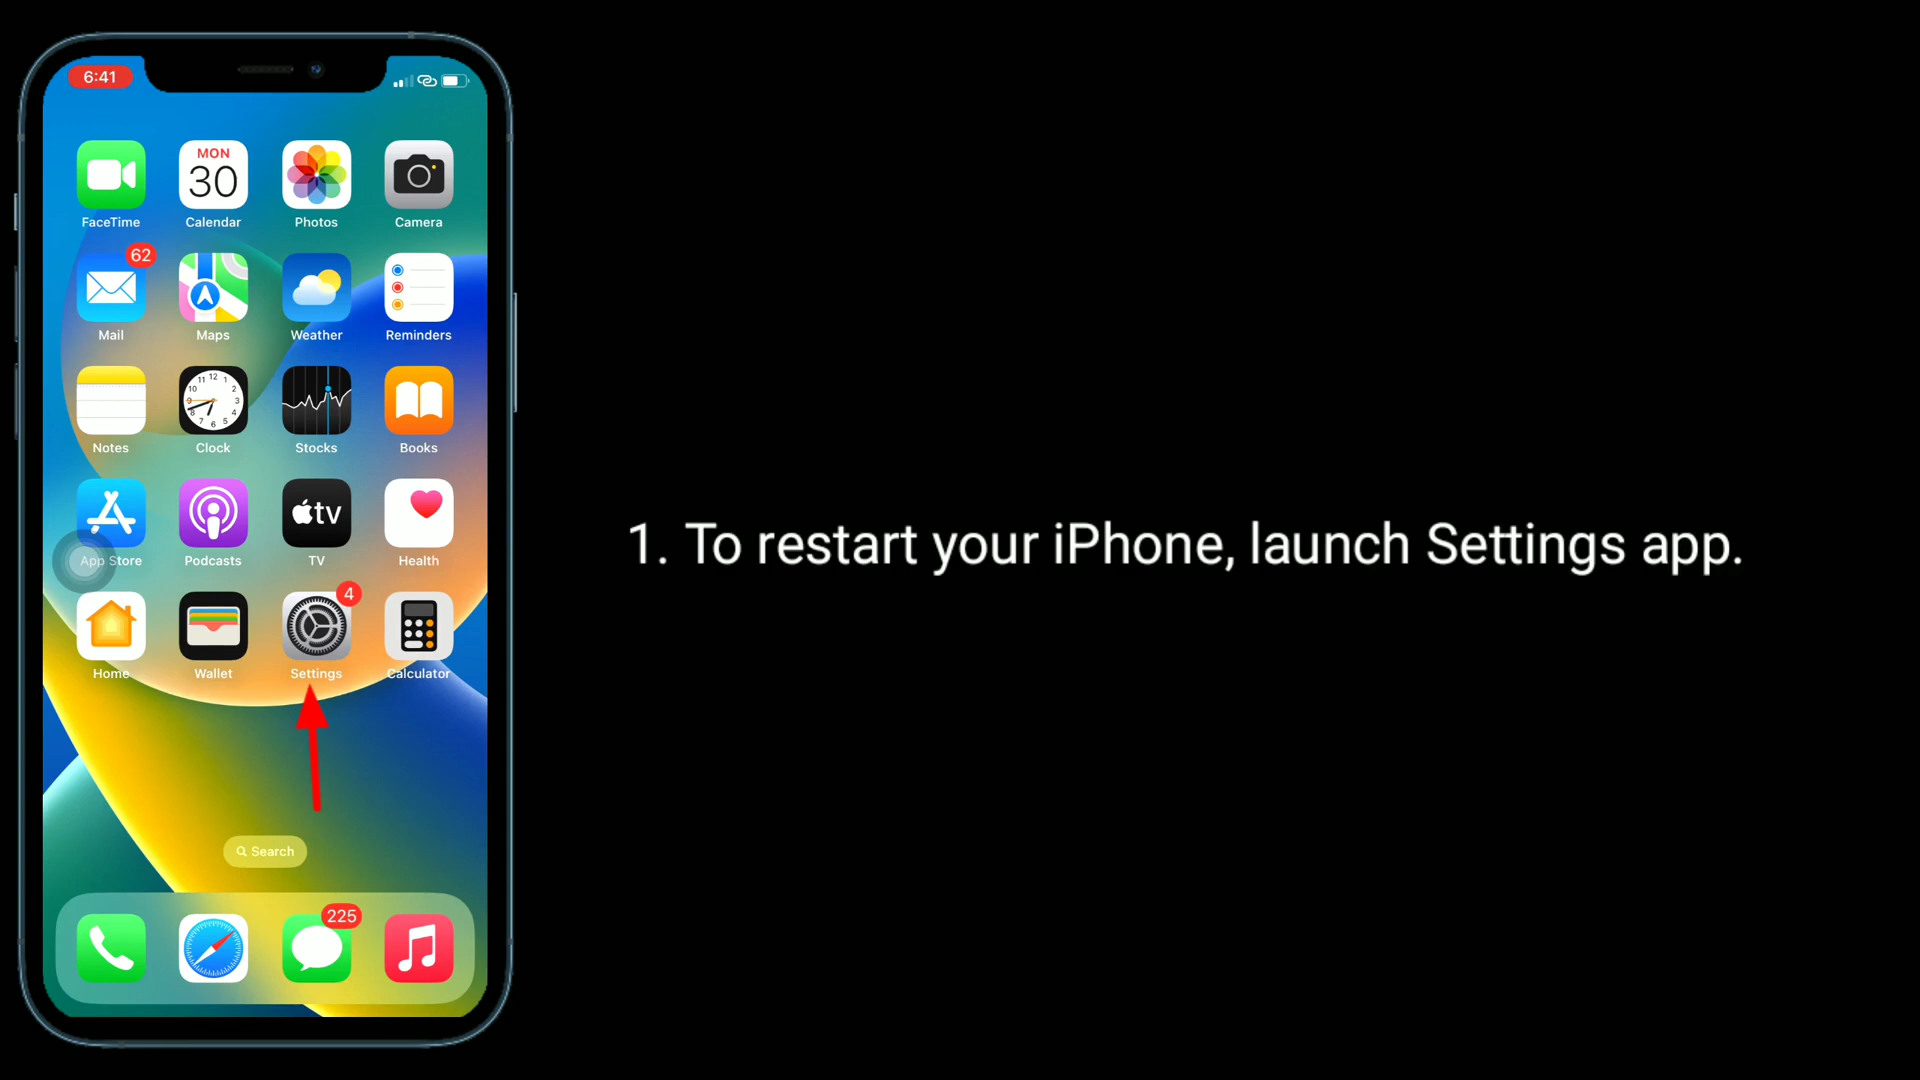 6:41
MON
30
FaceTime
Calendar
Photos
Camera
62
Mail
Maps
Weather
Reminders
Notes
Clock
Stocks
Books
tv
App Store
Podcasts
TV
Health
4
Home
Wallet
Settings
Calculator
Search
225
1. To restart your iPhone, launch Settings app.